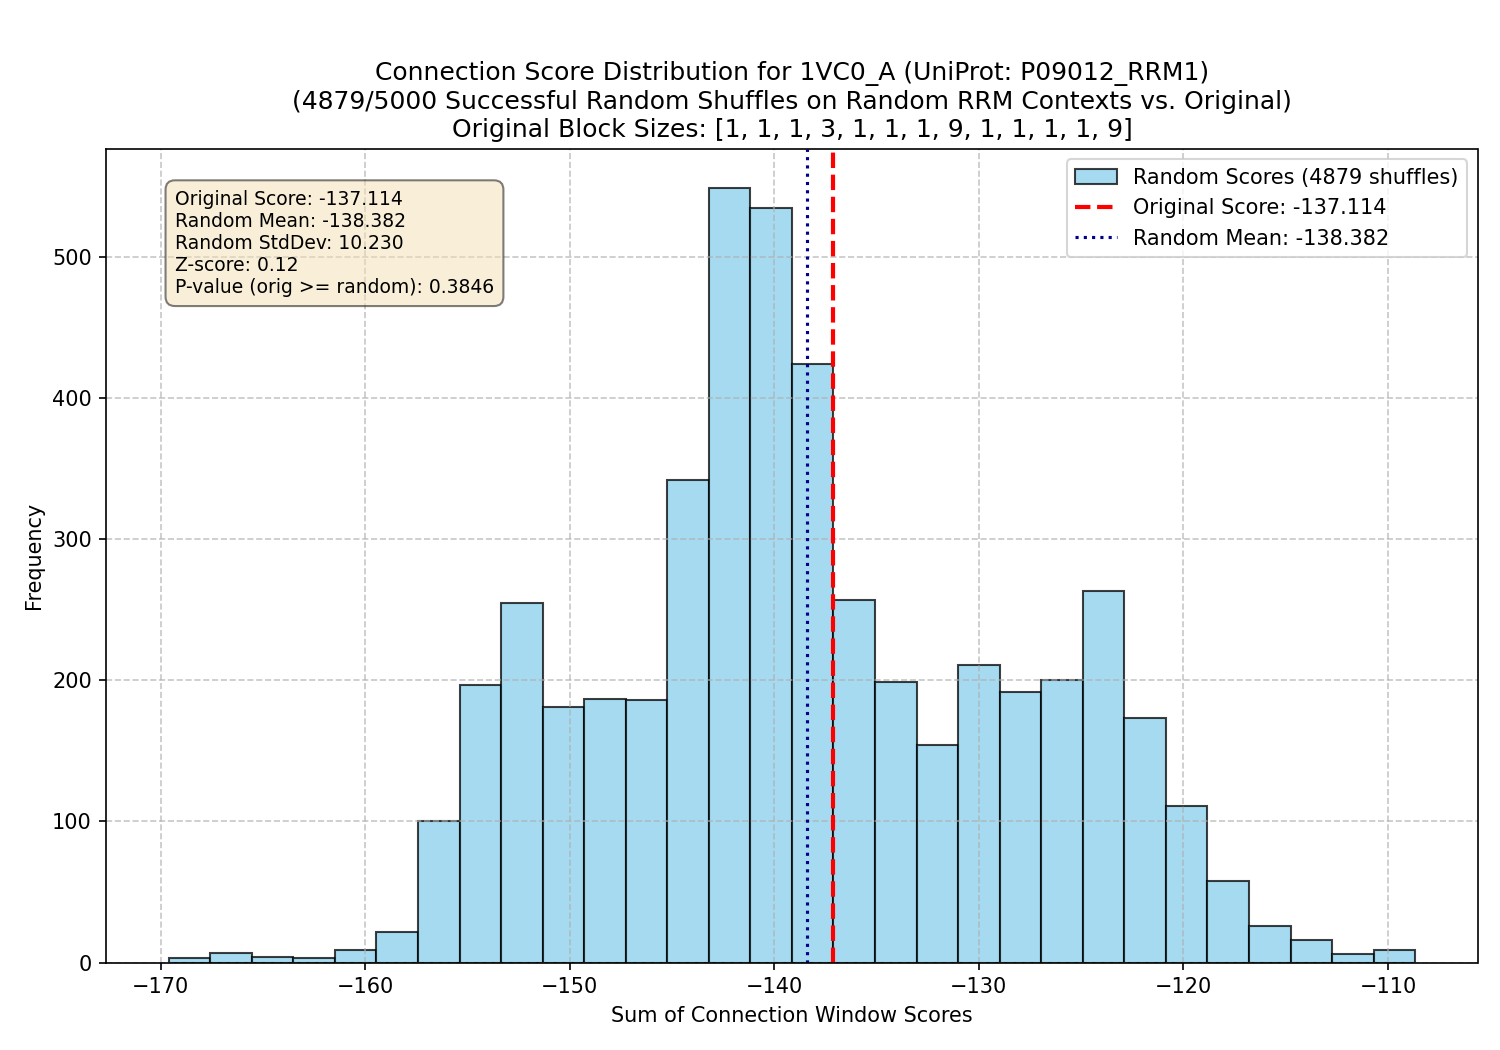 Connection Score Distribution for 1VC0_A (UniProt: P09012_RRM1)
(4879/5000 Successful Random Shuffles on Random RRM Contexts vs. Original)
Original Block Sizes: [1, 1, 1, 3, 1, 1, 1, 9, 1, 1, 1, 1, 9]
Original Score: -137.114
Random Mean: -138.382
Random StdDev: 10.230
Z-score: 0.12
P-value (orig >= random): 0.3846
Random Scores (4879 shuffles)
Original Score: -137.114
Random Mean: -138.382
Frequency
500
400
300
200
100
0
−170
−160
−150
−140
−130
−120
−110
Sum of Connection Window Scores